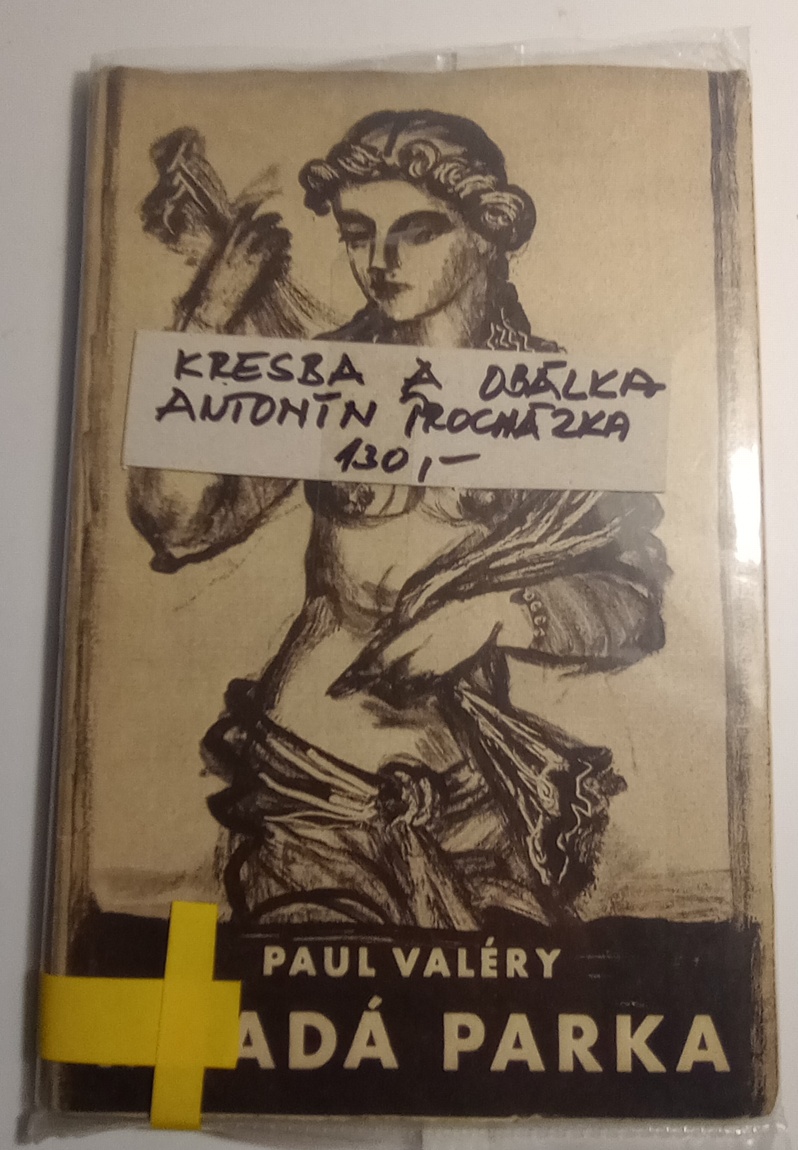 KRESBA A OBÁLKA
ANTONÍN PROCHÁZKA
130,-
PAUL VALÉRY
ADÁ PARKA